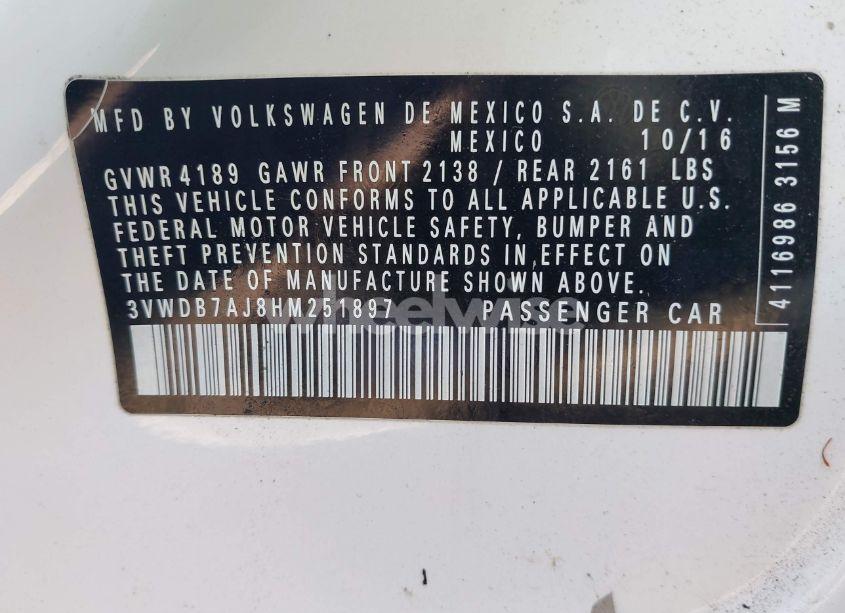 MFD BY VOLKSWAGEN DE MEXICO S.A. DE C.V.
MEXICO 10/16
GVWR 4189 GAWR FRONT 2138 / REAR 2161 LBS
THIS VEHICLE CONFORMS TO ALL APPLICABLE U.S.
FEDERAL MOTOR VEHICLE SAFETY, BUMPER AND
THEFT PREVENTION STANDARDS IN EFFECT ON
THE DATE OF MANUFACTURE SHOWN ABOVE.
3VWDB7AJ8HM251897 PASSENGER CAR
4116986 3156 M
wheelwise